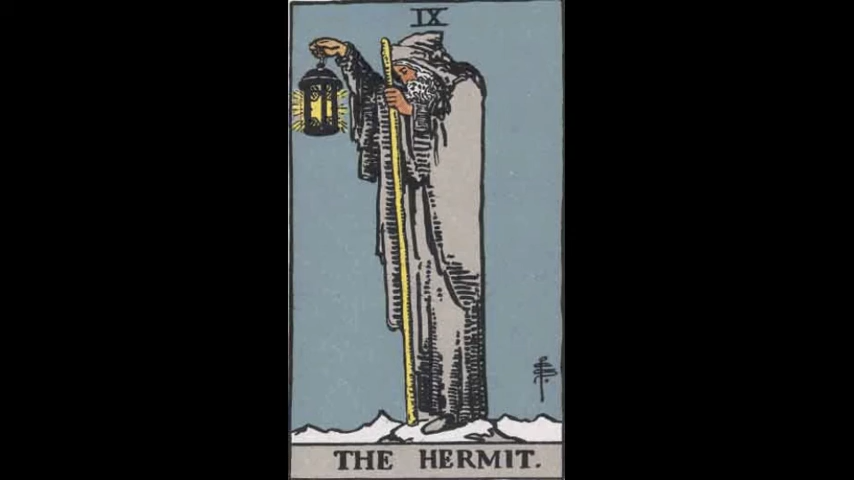 IX
THE HERMIT.